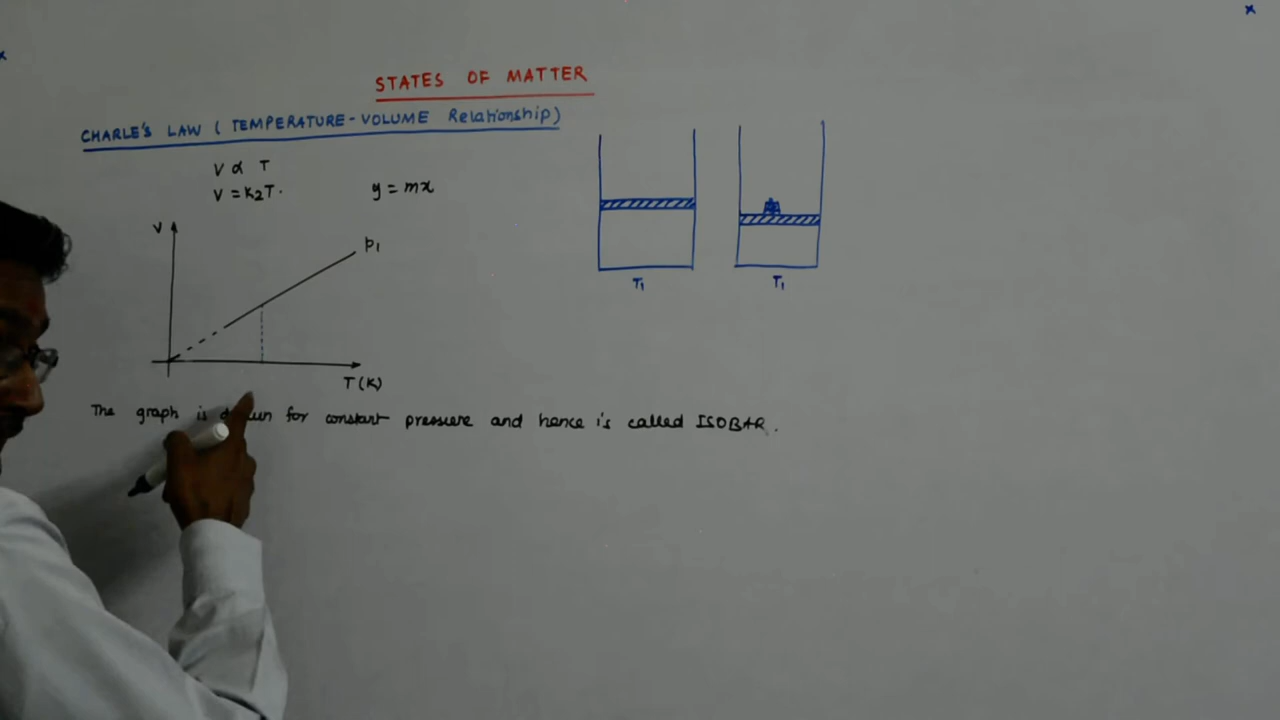 STATES OF MATTER
CHARLE'S LAW ( TEMPERATURE - VOLUME Relationship)
V α T
V = K₂T.
y = mx
V
P₁
T(K)
T₁
T₁
The graph is drawn for constant pressure and hence is called ISOBAR.